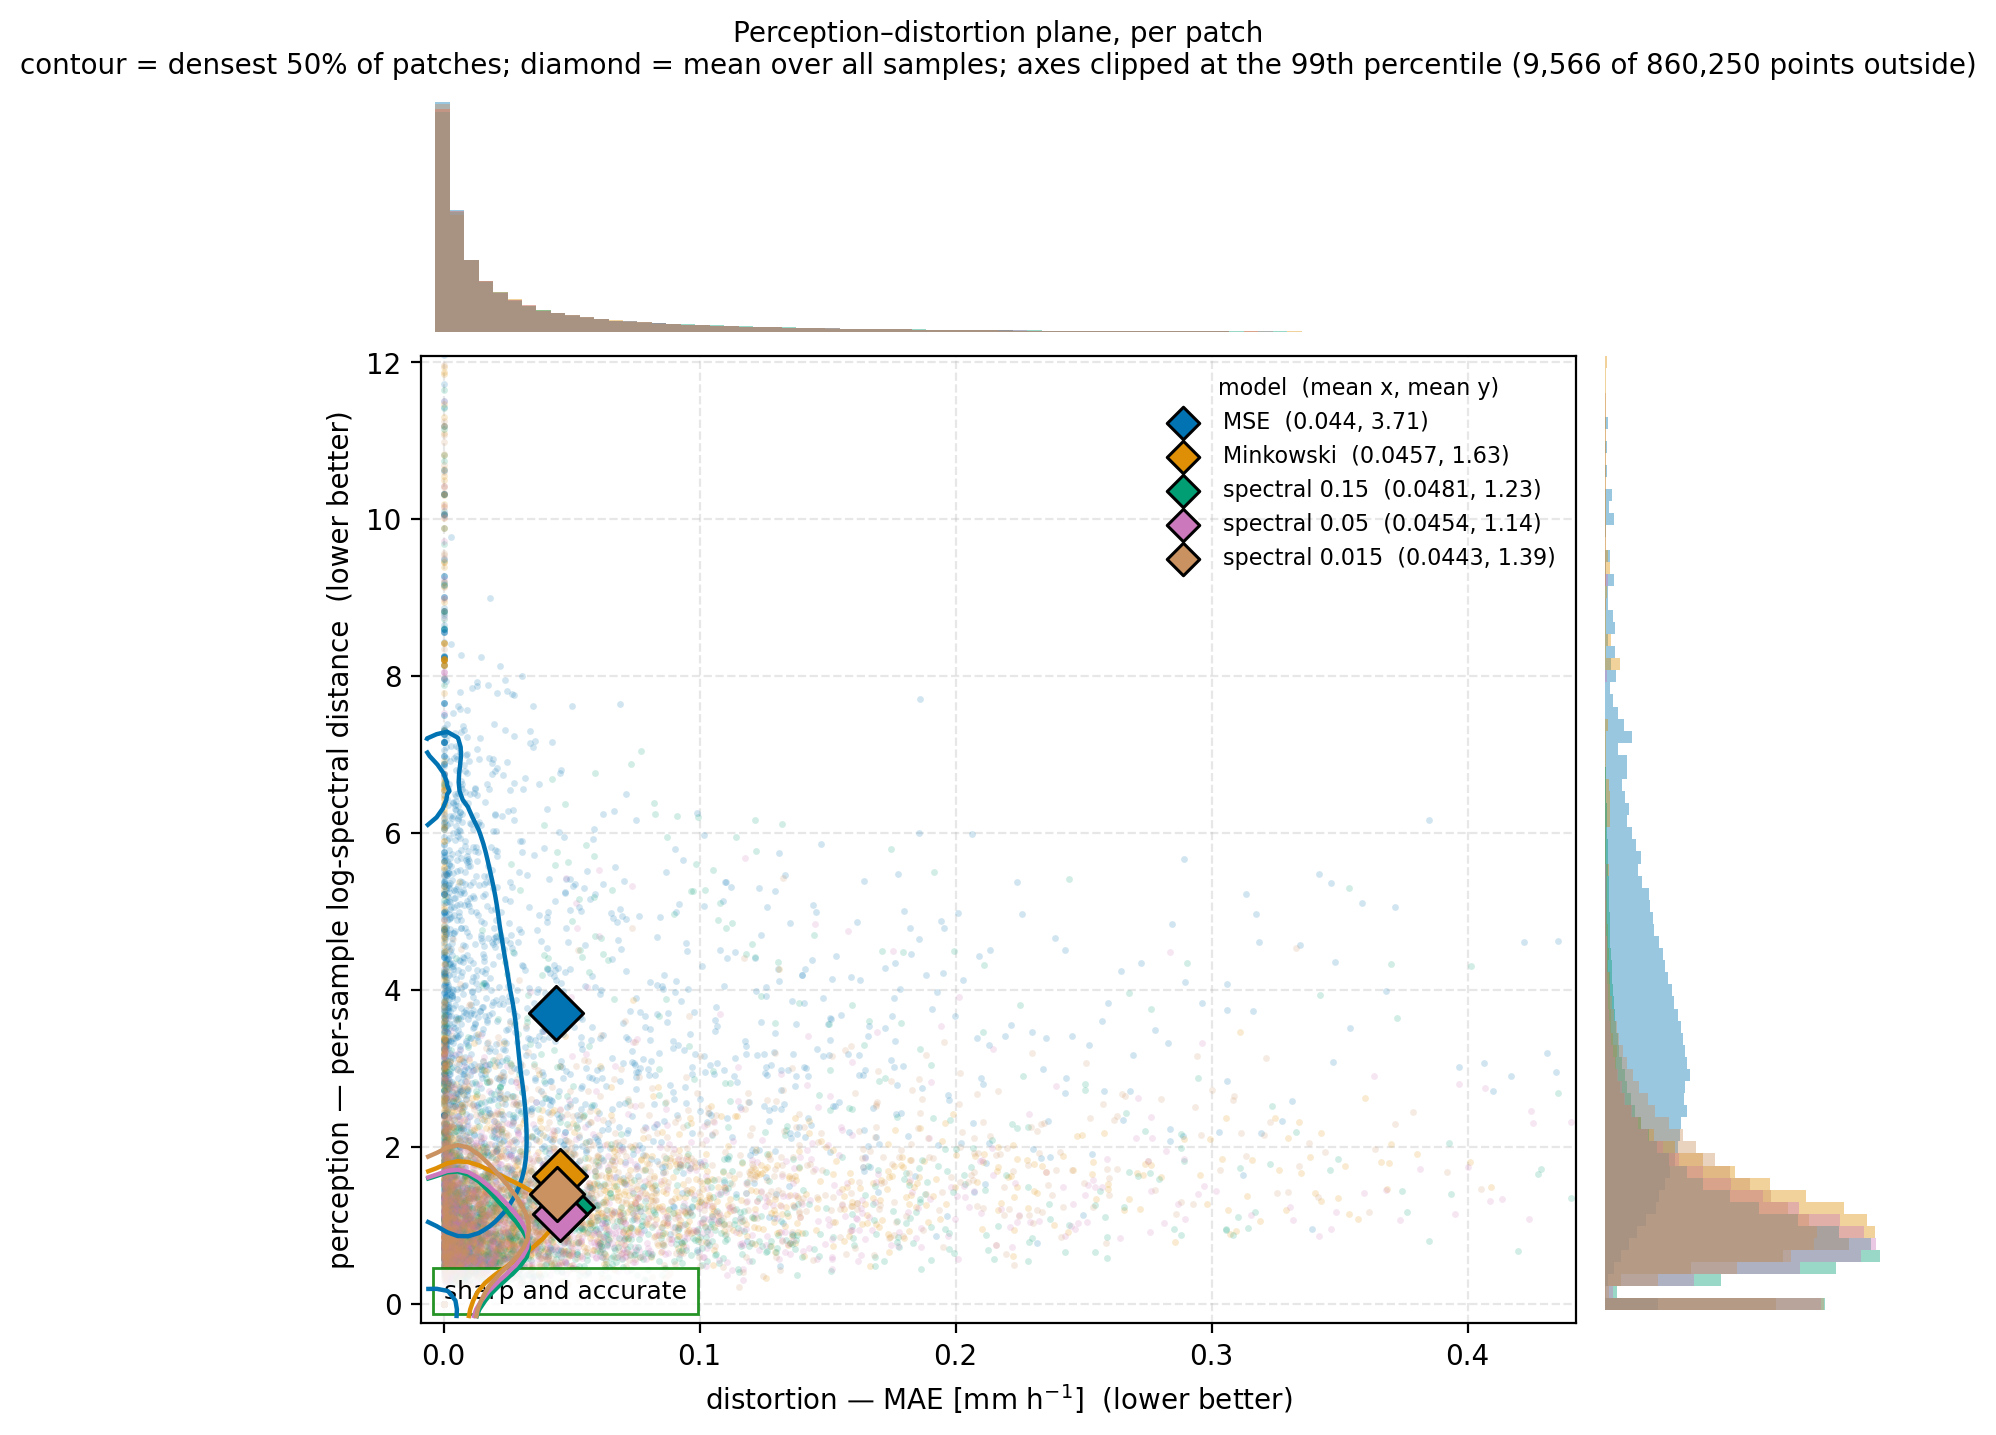 Perception–distortion plane, per patch
contour = densest 50% of patches; diamond = mean over all samples; axes clipped at the 99th percentile (9,566 of 860,250 points outside)
12
10
8
6
4
2
0
perception — per-sample log-spectral distance (lower better)
model (mean x, mean y)
MSE (0.044, 3.71)
Minkowski (0.0457, 1.63)
spectral 0.15 (0.0481, 1.23)
spectral 0.05 (0.0454, 1.14)
spectral 0.015 (0.0443, 1.39)
sharp and accurate
0.0 0.1 0.2 0.3 0.4
distortion — MAE [mm h⁻¹] (lower better)